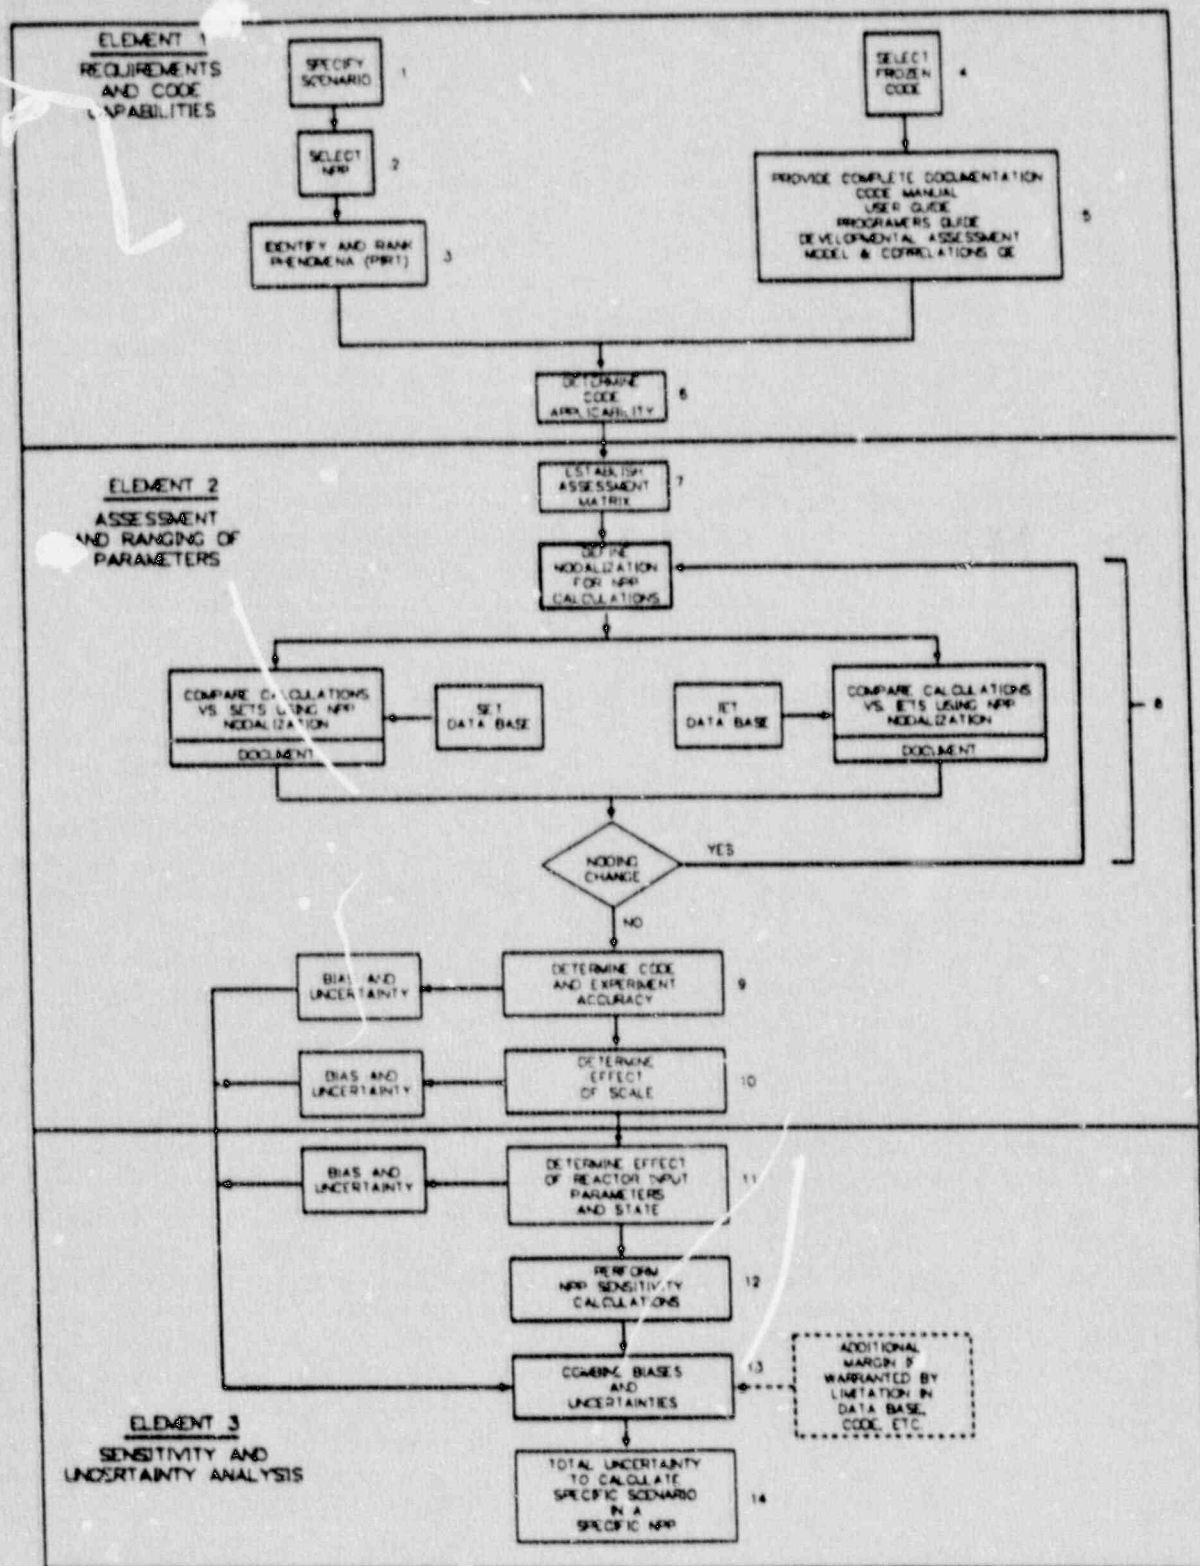 ELEMENT 1
REQUIREMENTS
AND CODE
CAPABILITIES
SPECIFY
SCENARIO
1
SELECT
NPP
2
IDENTIFY AND RANK
PHENOMENA (PIRT)
3
SELECT
FROZEN
CODE
4
PROVIDE COMPLETE DOCUMENTATION
CODE MANUAL
USER GUIDE
PROGRAMERS GUIDE
DEVELOPMENTAL ASSESSMENT
MODEL & CORRELATIONS QE
5
DETERMINE
CODE
APPLICABILITY
6
ELEMENT 2
ASSESSMENT
AND RANGING OF
PARAMETERS
ESTABLISH
ASSESSMENT
MATRIX
7
DEFINE
NODALIZATION
FOR NPP
CALCULATIONS
COMPARE CALCULATIONS
VS. SETS USING NPP
NODALIZATION
DOCUMENT
SET
DATA BASE
IET
DATA BASE
COMPARE CALCULATIONS
VS. IETS USING NPP
NODALIZATION
DOCUMENT
8
NODING
CHANGE
YES
NO
BIAS AND
UNCERTAINTY
DETERMINE CODE
AND EXPERIMENT
ACCURACY
9
BIAS AND
UNCERTAINTY
DETERMINE
EFFECT
OF SCALE
10
BIAS AND
UNCERTAINTY
DETERMINE EFFECT
OF REACTOR INPUT
PARAMETERS
AND STATE
11
PERFORM
NPP SENSITIVITY
CALCULATIONS
12
COMBINE BIASES
AND
UNCERTAINTIES
13
ADDITIONAL
MARGIN IF
WARRANTED BY
LIMITATION IN
DATA BASE,
CODE, ETC.
ELEMENT 3
SENSITIVITY AND
UNCERTAINTY ANALYSIS
TOTAL UNCERTAINTY
TO CALCULATE
SPECIFIC SCENARIO
IN A
SPECIFIC NPP
14